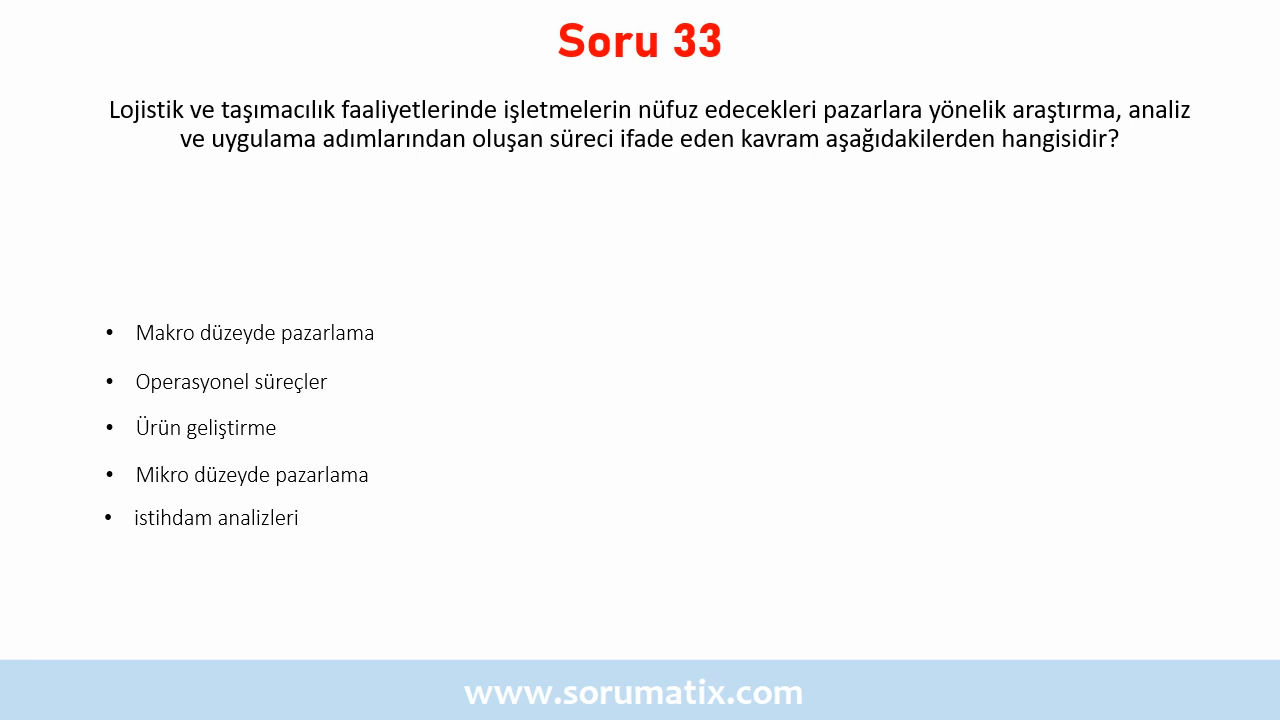 Soru 33
Lojistik ve taşımacılık faaliyetlerinde işletmelerin nüfuz edecekleri pazarlara yönelik araştırma, analiz
ve uygulama adımlarından oluşan süreci ifade eden kavram aşağıdakilerden hangisidir?
• Makro düzeyde pazarlama
• Operasyonel süreçler
• Ürün geliştirme
• Mikro düzeyde pazarlama
• istihdam analizleri
www.sorumatix.com